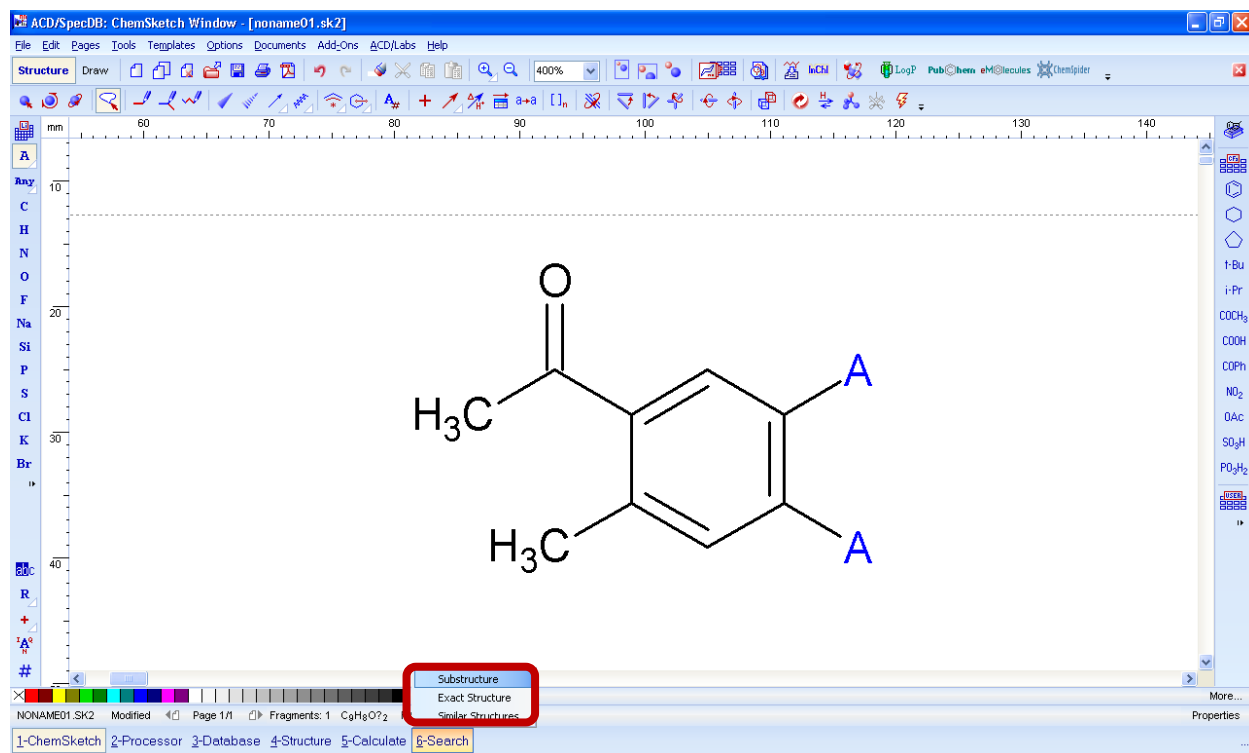 ACD/SpecDB: ChemSketch Window - [noname01.sk2]
File Edit Pages Tools Templates Options Documents Add-Ons ACD/Labs Help
Structure Draw 400% InChI LogP PubChem eMolecules ChemSpider
A# + a→a []n H
mm 60 70 80 90 100 110 120 130 140
A
Any
10
C
H
N
O
F
20
Na
Si
P
S
Cl
30
K
Br
40
abc
R
+
#
t-Bu
i-Pr
COCH3
COOH
COPh
NO2
OAc
SO3H
PO3H2
USER
O
A
H3C
H3C
A
Substructure
Exact Structure
Similar Structures
More...
NONAME01.SK2 Modified Page 1/1 Fragments: 1 C9H8O?2 Properties
1-ChemSketch 2-Processor 3-Database 4-Structure 5-Calculate 6-Search